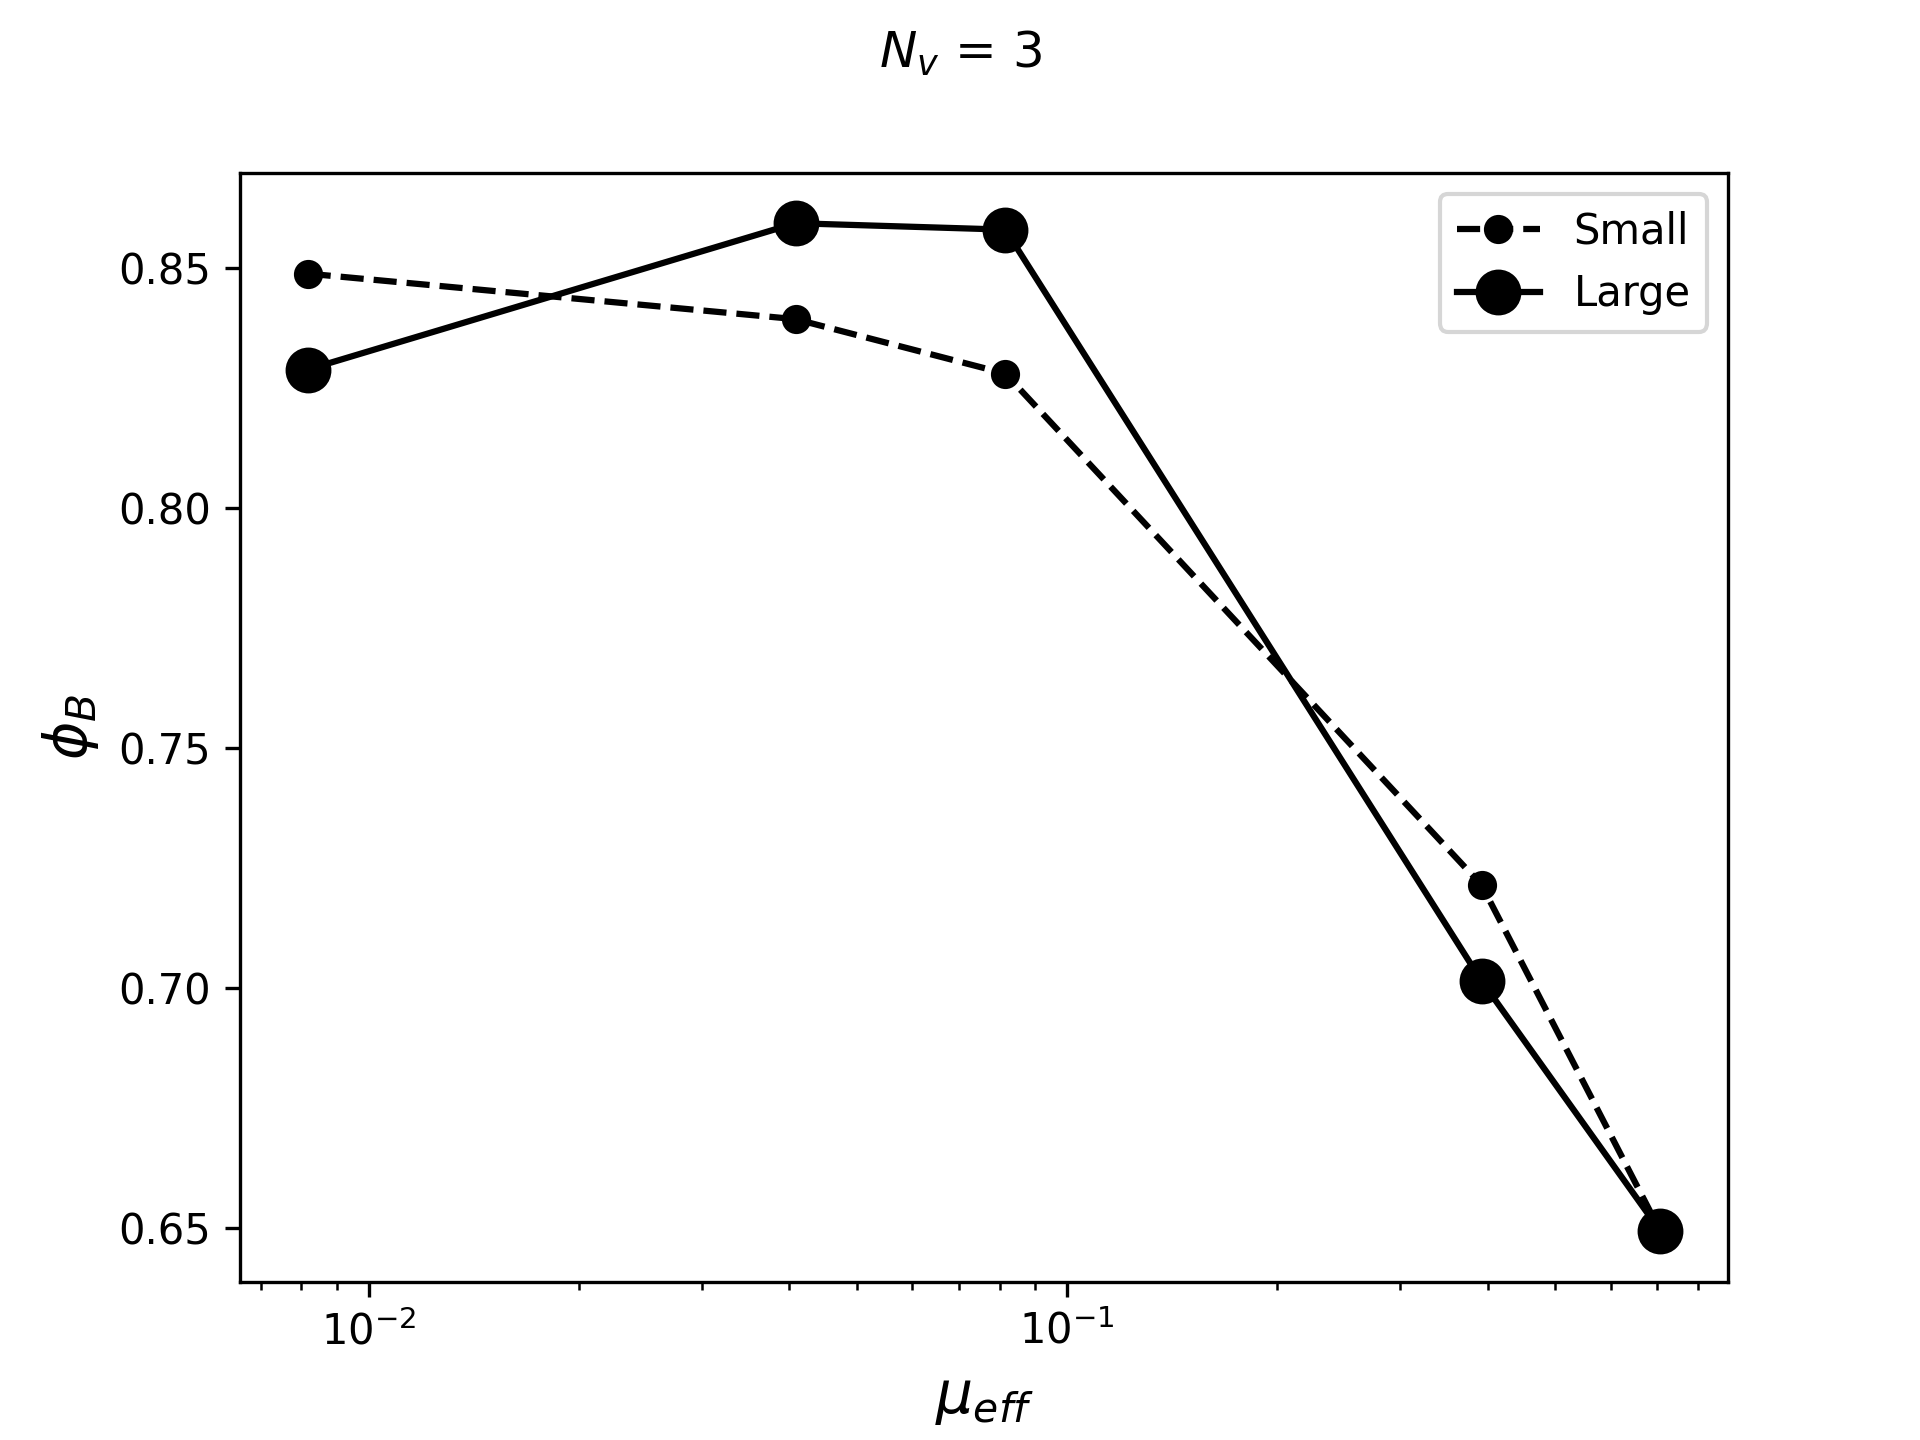 N_v = 3
Small
Large
0.85
0.80
0.75
0.70
0.65
ϕ_B
10⁻² 10⁻¹
μ_eff